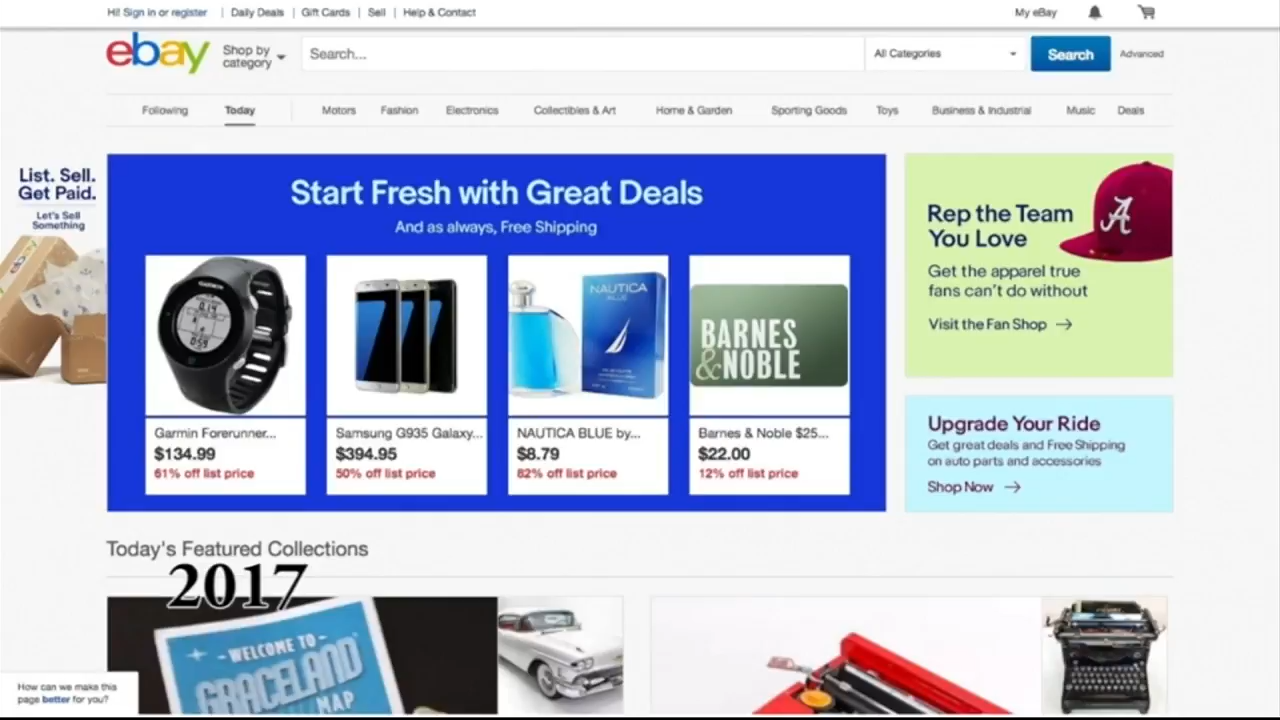 Hi! Sign in or register | Daily Deals | Gift Cards | Sell | Help & Contact
My eBay
ebay
Shop by
category
Search...
All Categories
Search
Advanced
Following
Today
Motors
Fashion
Electronics
Collectibles & Art
Home & Garden
Sporting Goods
Toys
Business & Industrial
Music
Deals
List. Sell.
Get Paid.
Let's Sell
Something
ebay
Start Fresh with Great Deals
And as always, Free Shipping
GARMIN
NAUTICA
BLUE
BARNES
&NOBLE
Garmin Forerunner...
$134.99
61% off list price
Samsung G935 Galaxy...
$394.95
50% off list price
NAUTICA BLUE by...
$8.79
82% off list price
Barnes & Noble $25...
$22.00
12% off list price
Rep the Team
You Love
Get the apparel true
fans can't do without
Visit the Fan Shop →
A
Upgrade Your Ride
Get great deals and Free Shipping
on auto parts and accessories
Shop Now →
Today's Featured Collections
2017
WELCOME TO
GRACELAND
MAP
How can we make this
page better for you?